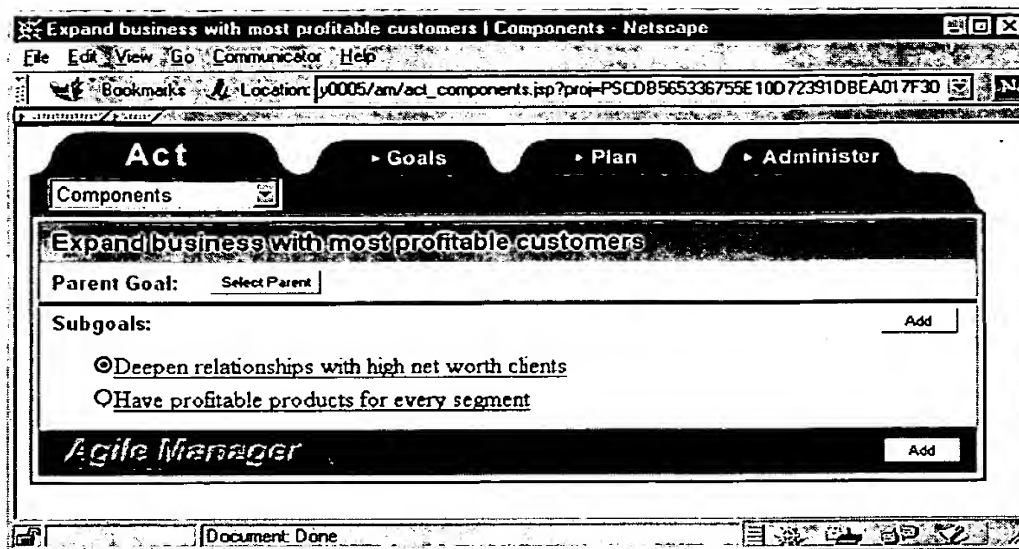 Expand business with most profitable customers | Components - Netscape
File Edit View Go Communicator Help
Bookmarks Location: y0005/am/act_components.jsp?proj=PSCDB565336755E10D72391DBEA017F30 N
Act Goals Plan Administer
Components
Expand business with most profitable customers
Parent Goal: Select Parent
Subgoals: Add
Deepen relationships with high net worth clients
Have profitable products for every segment
Agile Manager Add
Document: Done